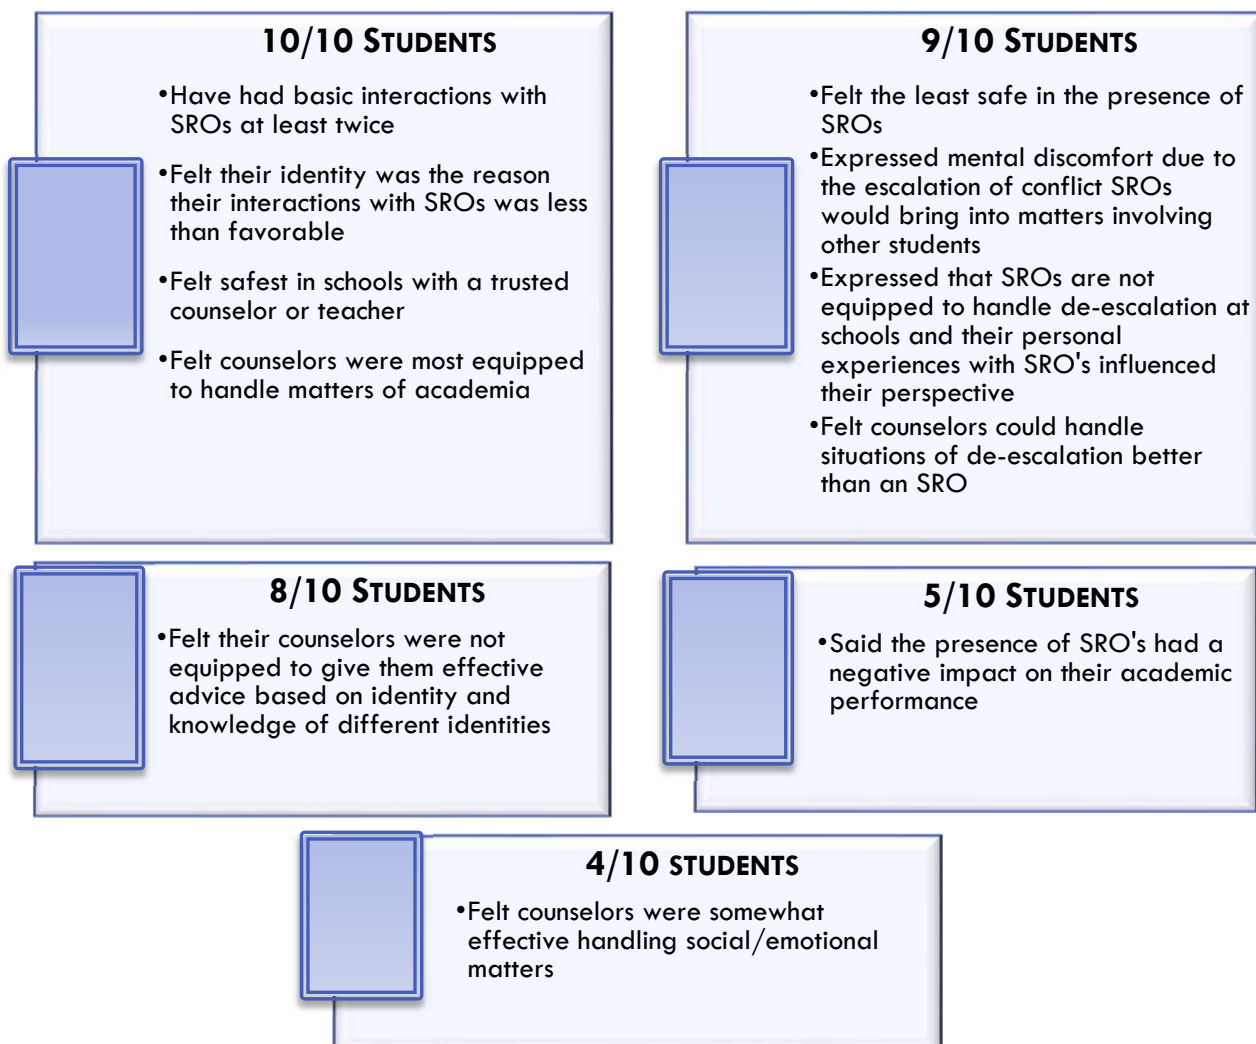 10/10 STUDENTS
•Have had basic interactions with
SROs at least twice
•Felt their identity was the reason
their interactions with SROs was less
than favorable
•Felt safest in schools with a trusted
counselor or teacher
•Felt counselors were most equipped
to handle matters of academia
9/10 STUDENTS
•Felt the least safe in the presence of
SROs
•Expressed mental discomfort due to
the escalation of conflict SROs
would bring into matters involving
other students
•Expressed that SROs are not
equipped to handle de-escalation at
schools and their personal
experiences with SRO's influenced
their perspective
•Felt counselors could handle
situations of de-escalation better
than an SRO
8/10 STUDENTS
•Felt their counselors were not
equipped to give them effective
advice based on identity and
knowledge of different identities
5/10 STUDENTS
•Said the presence of SRO's had a
negative impact on their academic
performance
4/10 STUDENTS
•Felt counselors were somewhat
effective handling social/emotional
matters